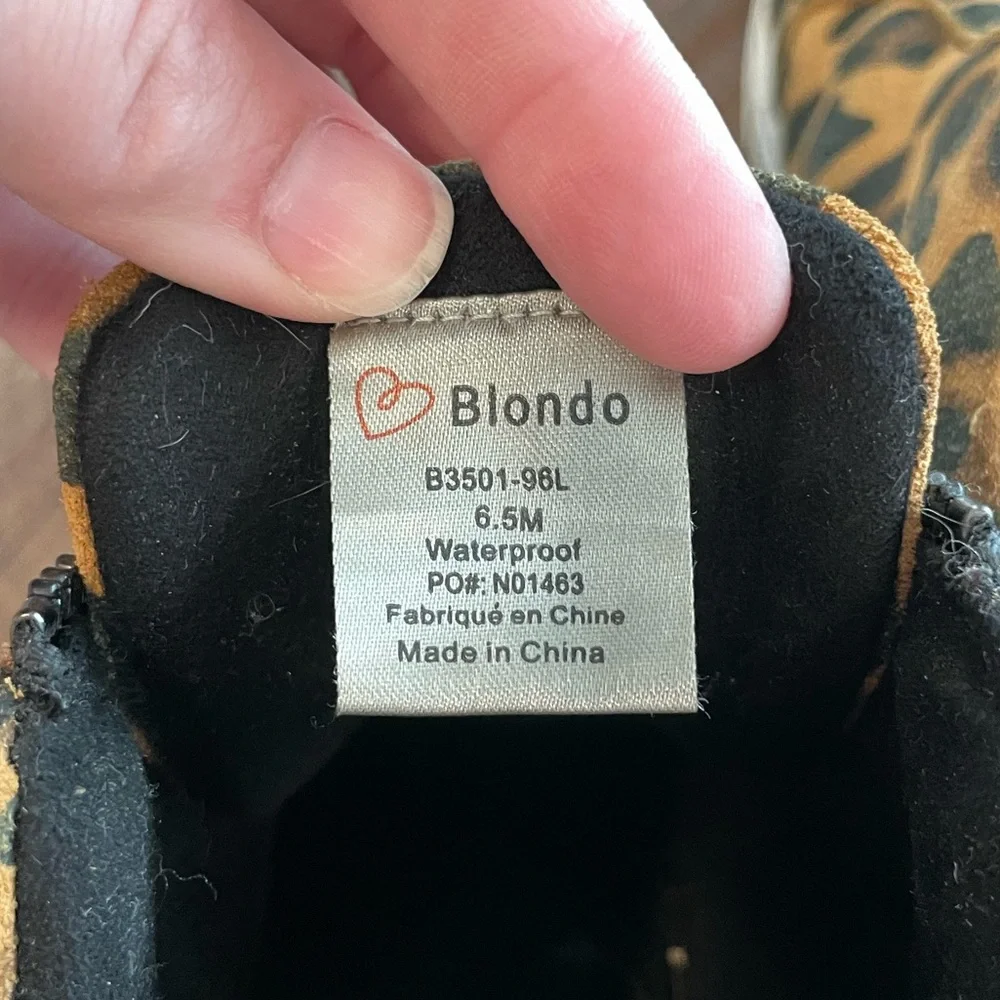 Blondo
B3501-96L
6.5M
Waterproof
PO#: N01463
Fabriqué en Chine
Made in China